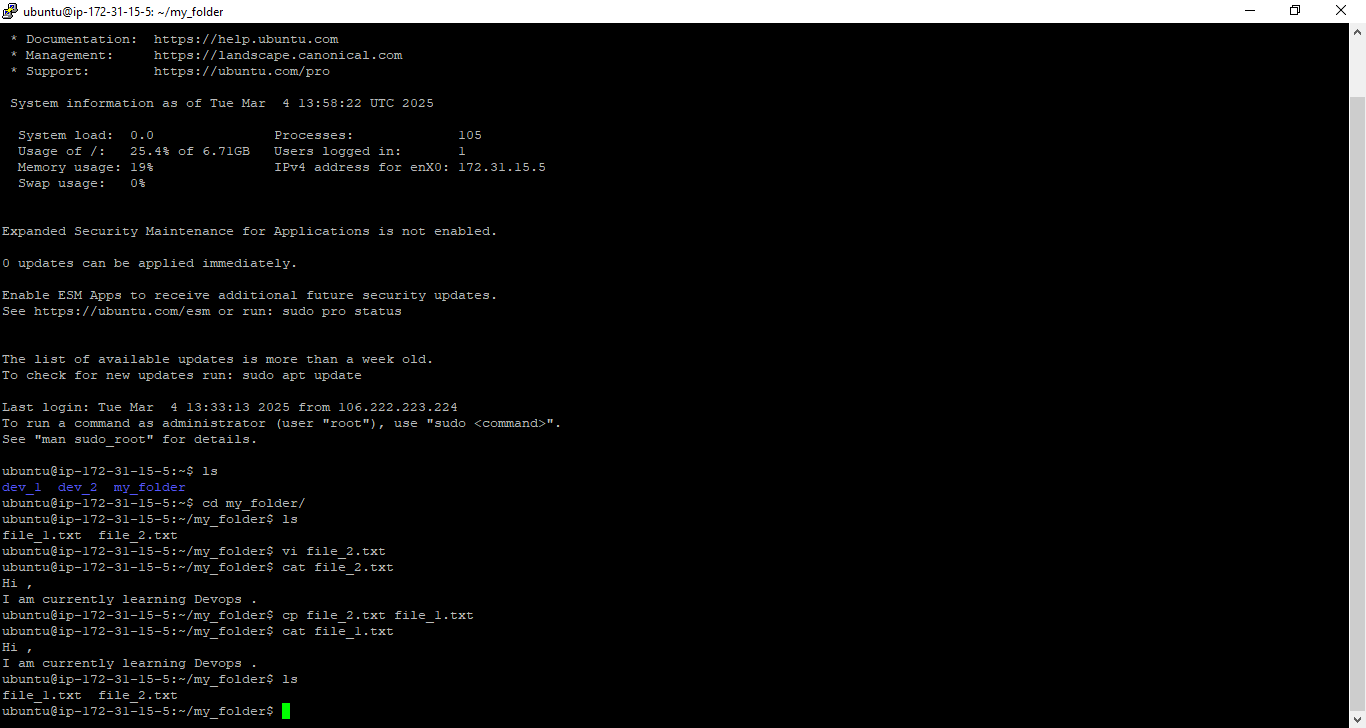 ubuntu@ip-172-31-15-5: ~/my_folder
 * Documentation:  https://help.ubuntu.com
 * Management:     https://landscape.canonical.com
 * Support:        https://ubuntu.com/pro
 System information as of Tue Mar  4 13:58:22 UTC 2025
  System load:  0.0               Processes:             105
  Usage of /:   25.4% of 6.71GB   Users logged in:       1
  Memory usage: 19%               IPv4 address for enX0: 172.31.15.5
  Swap usage:   0%
Expanded Security Maintenance for Applications is not enabled.
0 updates can be applied immediately.
Enable ESM Apps to receive additional future security updates.
See https://ubuntu.com/esm or run: sudo pro status
The list of available updates is more than a week old.
To check for new updates run: sudo apt update
Last login: Tue Mar  4 13:33:13 2025 from 106.222.223.224
To run a command as administrator (user "root"), use "sudo <command>".
See "man sudo_root" for details.
ubuntu@ip-172-31-15-5:~$ ls
dev_1  dev_2  my_folder
ubuntu@ip-172-31-15-5:~$ cd my_folder/
ubuntu@ip-172-31-15-5:~/my_folder$ ls
file_1.txt  file_2.txt
ubuntu@ip-172-31-15-5:~/my_folder$ vi file_2.txt
ubuntu@ip-172-31-15-5:~/my_folder$ cat file_2.txt
Hi ,
I am currently learning Devops .
ubuntu@ip-172-31-15-5:~/my_folder$ cp file_2.txt file_1.txt
ubuntu@ip-172-31-15-5:~/my_folder$ cat file_1.txt
Hi ,
I am currently learning Devops .
ubuntu@ip-172-31-15-5:~/my_folder$ ls
file_1.txt  file_2.txt
ubuntu@ip-172-31-15-5:~/my_folder$